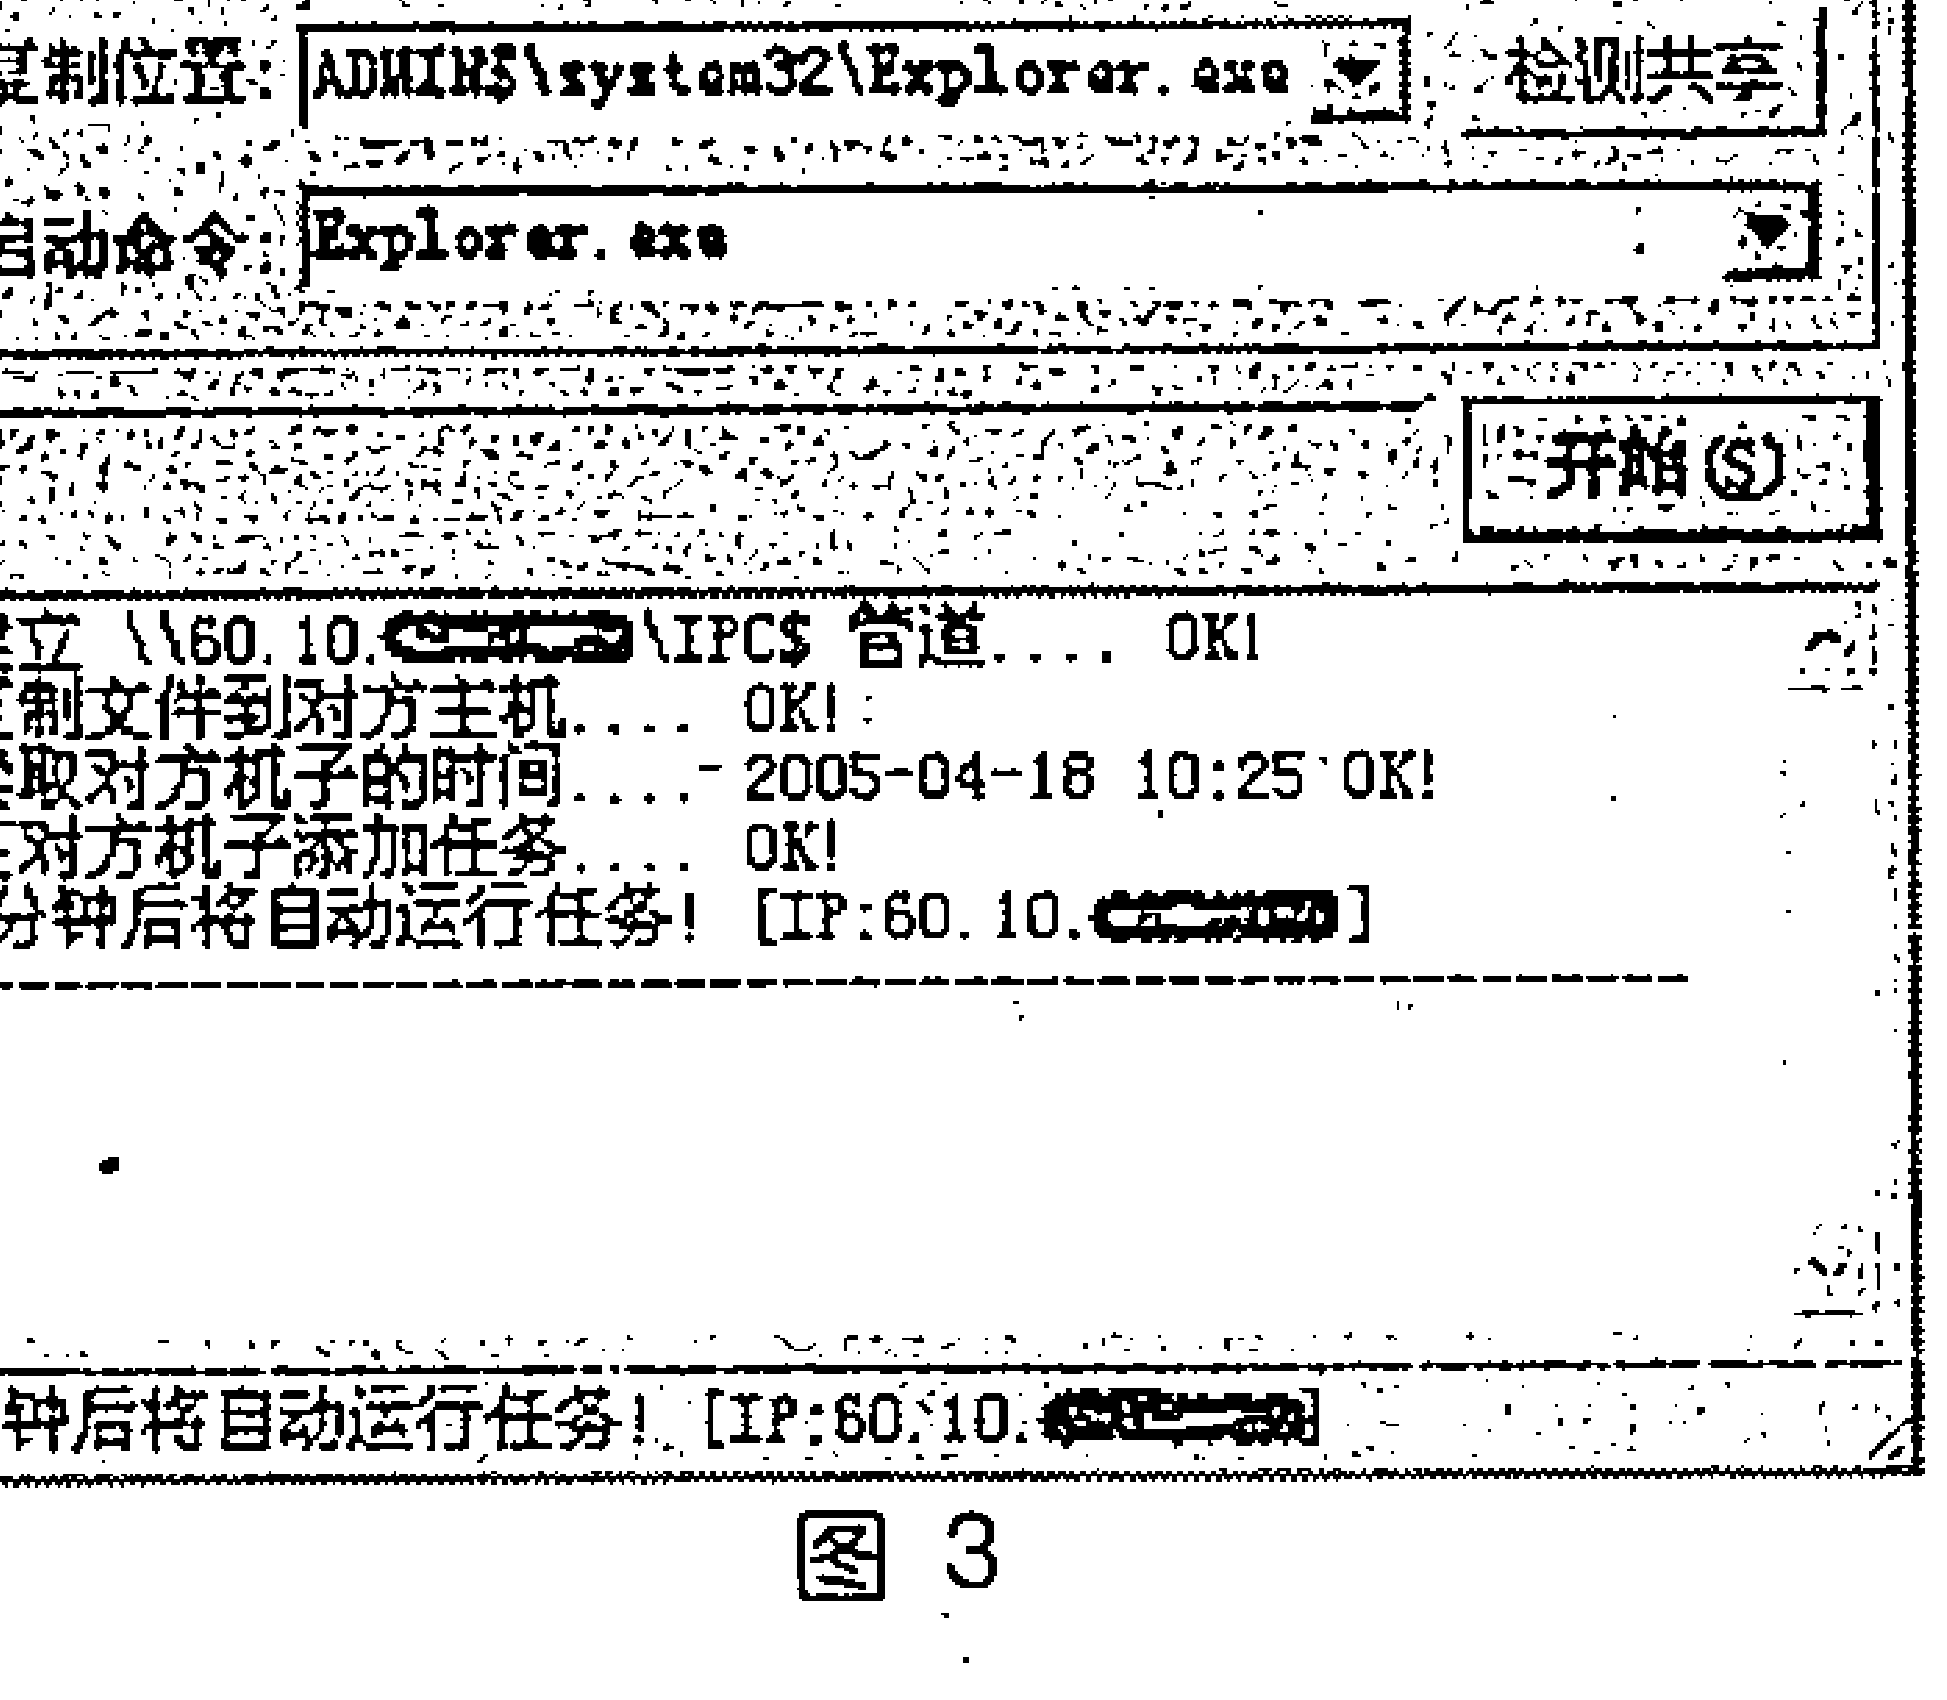 复制位置: ADMIN$\system32\Explorer.exe 检测共享
启动命令: Explorer.exe
开始(S)
立 \\60.10. \IPC$ 管道.... OK!
制文件到对方主机.... OK!
取对方机子的时间.... - 2005-04-18 10:25 OK!
对方机子添加任务.... OK!
分钟后将自动运行任务! [IP:60.10. ]
钟后将自动运行任务! [IP:60.10. ]
图 3